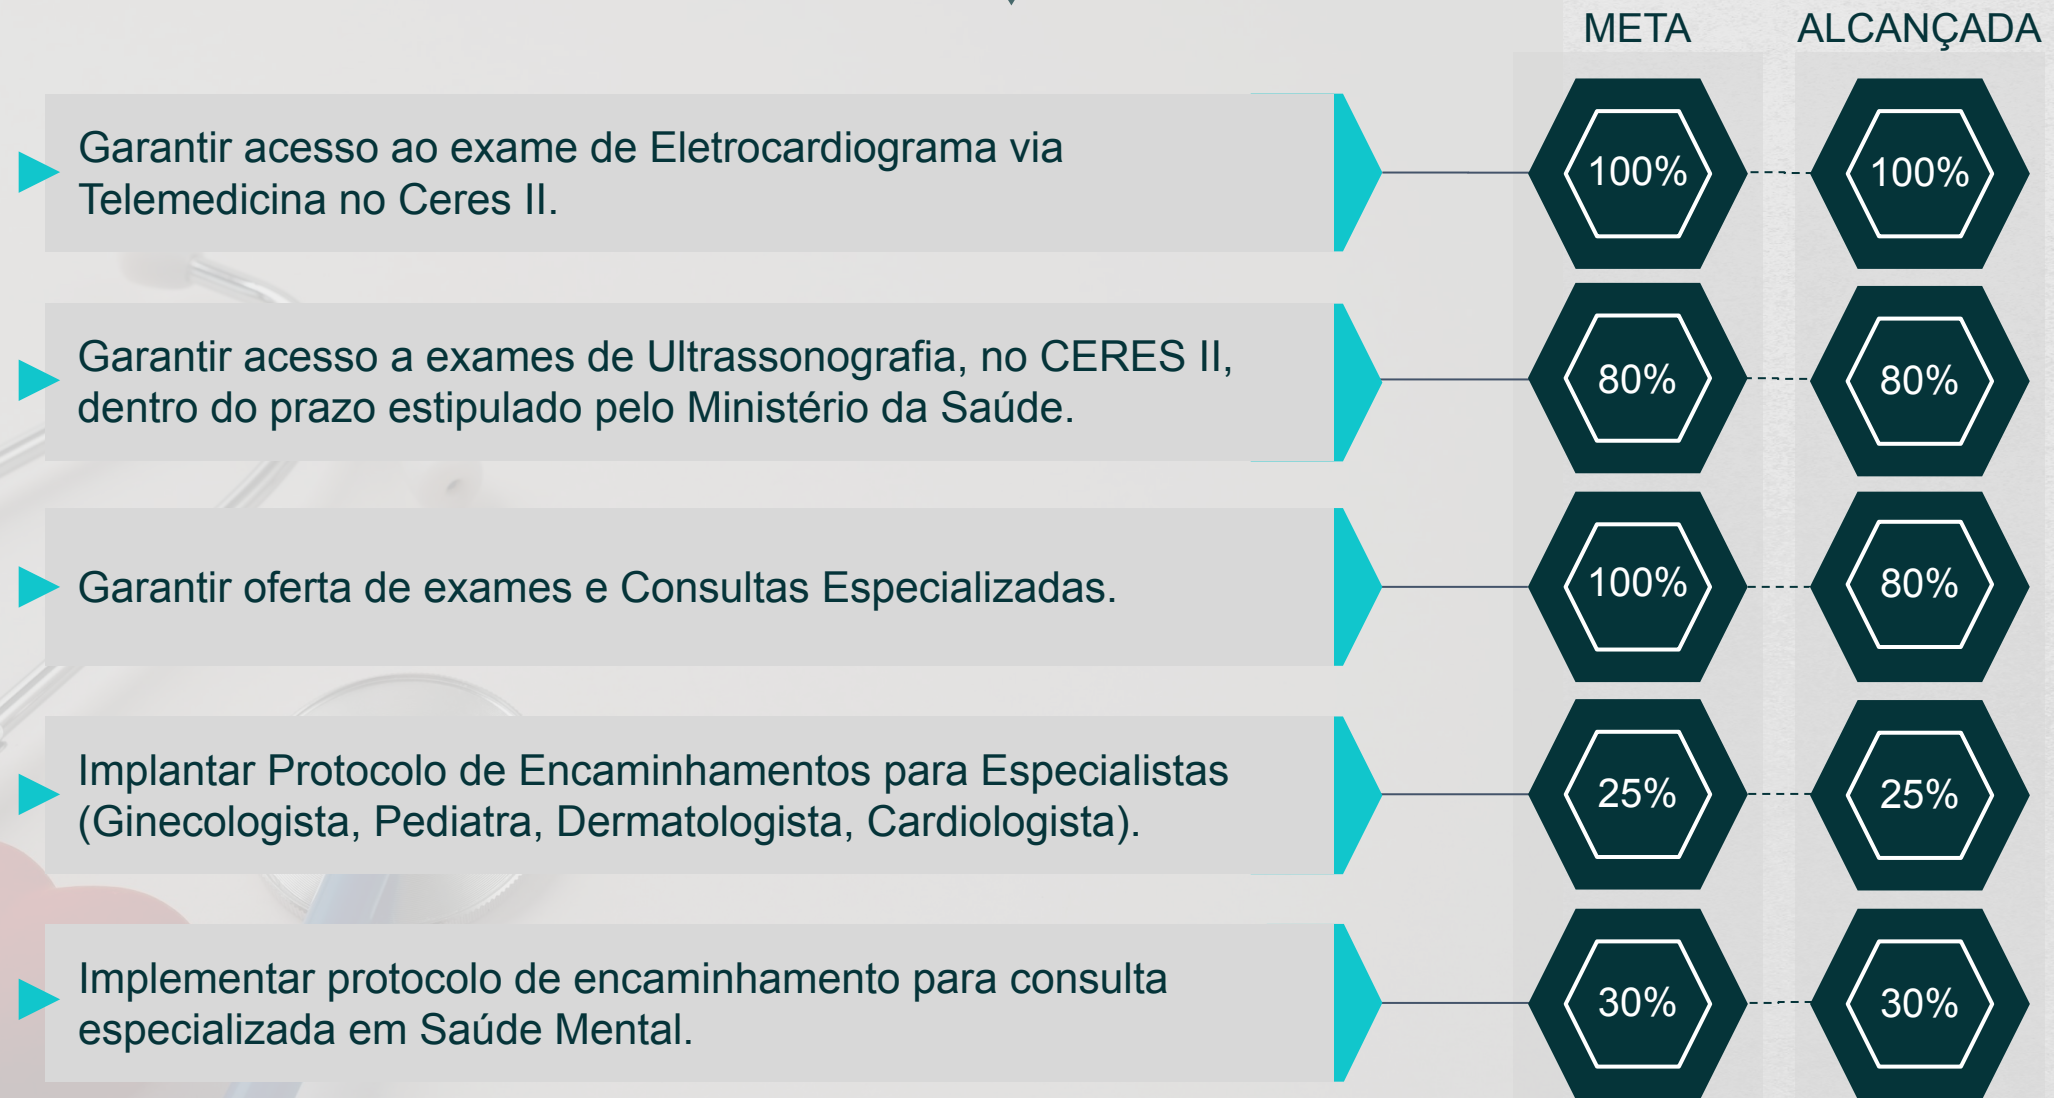 META ALCANÇADA
Garantir acesso ao exame de Eletrocardiograma via
Telemedicina no Ceres II.
100% 100%
Garantir acesso a exames de Ultrassonografia, no CERES II,
dentro do prazo estipulado pelo Ministério da Saúde.
80% 80%
Garantir oferta de exames e Consultas Especializadas.
100% 80%
Implantar Protocolo de Encaminhamentos para Especialistas
(Ginecologista, Pediatra, Dermatologista, Cardiologista).
25% 25%
Implementar protocolo de encaminhamento para consulta
especializada em Saúde Mental.
30% 30%